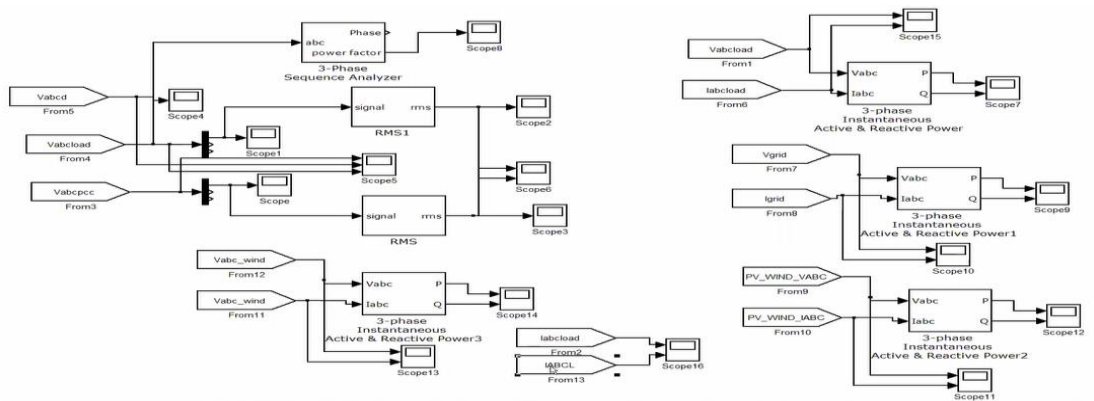 Phase
abc
power factor
Scope8
3-Phase
Sequence Analyzer
Vabcd
From5
Scope4
signal
rms
RMS1
Scope2
Vabcload
From4
Scope1
Scope5
Scope6
Vabcpcc
From3
Scope
signal
rms
RMS
Scope3
Vabcload
From1
Scope15
Iabcload
From6
Vabc
P
Iabc
Q
Scope7
3-phase
Instantaneous
Active & Reactive Power
Vgrid
From7
Igrid
From8
Vabc
P
Iabc
Q
Scope9
3-phase
Instantaneous
Active & Reactive Power1
Scope10
Vabc_wind
From12
Vabc_wind
From11
Vabc
P
Iabc
Q
Scope14
3-phase
Instantaneous
Active & Reactive Power3
Scope13
Iabcload
From2
IABCL
From13
Scope16
PV_WIND_VABC
From9
PV_WIND_IABC
From10
Vabc
P
Iabc
Q
Scope12
3-phase
Instantaneous
Active & Reactive Power2
Scope11